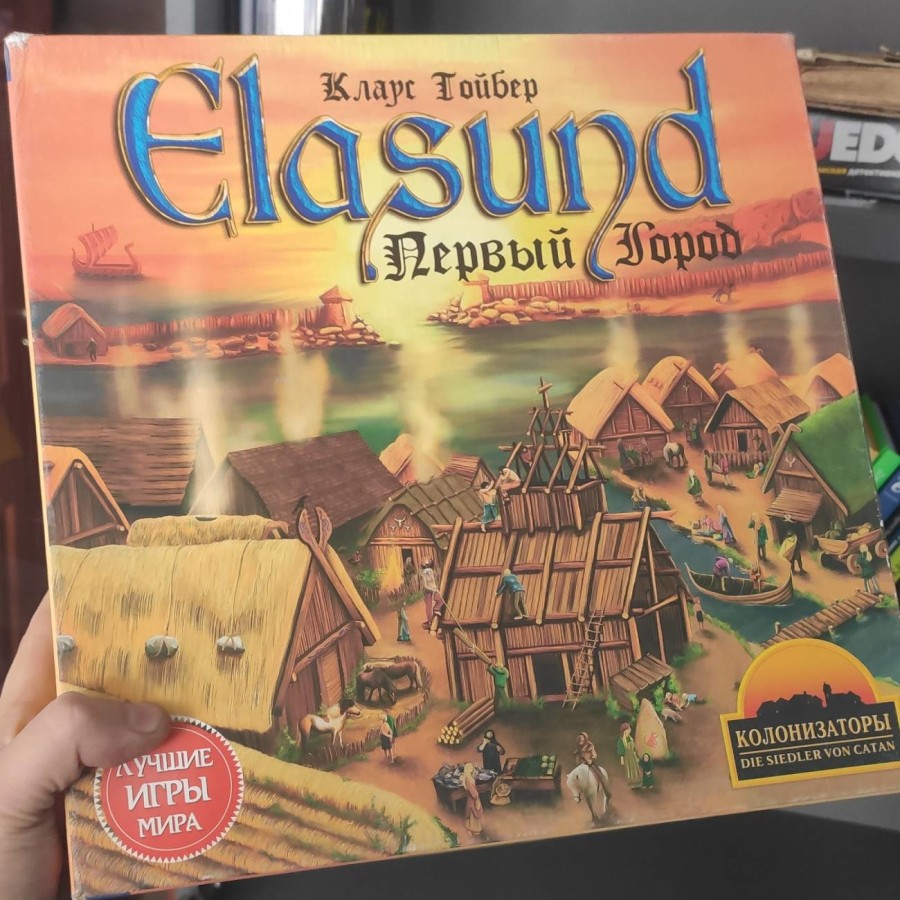 Клаус Тойбер
Elasund
Первый Город
ЛУЧШИЕ
ИГРЫ
МИРА
КОЛОНИЗАТОРЫ
DIE SIEDLER VON CATAN